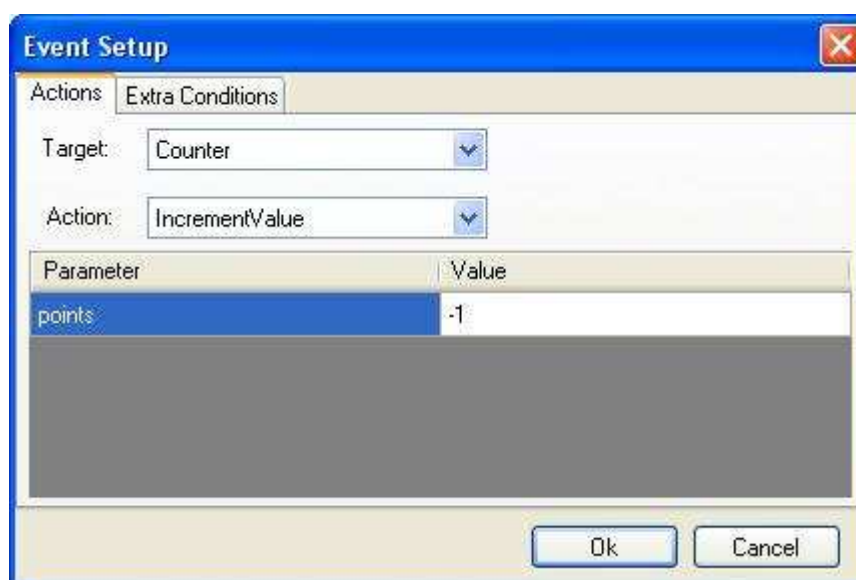 Event Setup
Actions Extra Conditions
Target: Counter
Action: IncrementValue
Parameter Value
points -1
Ok Cancel